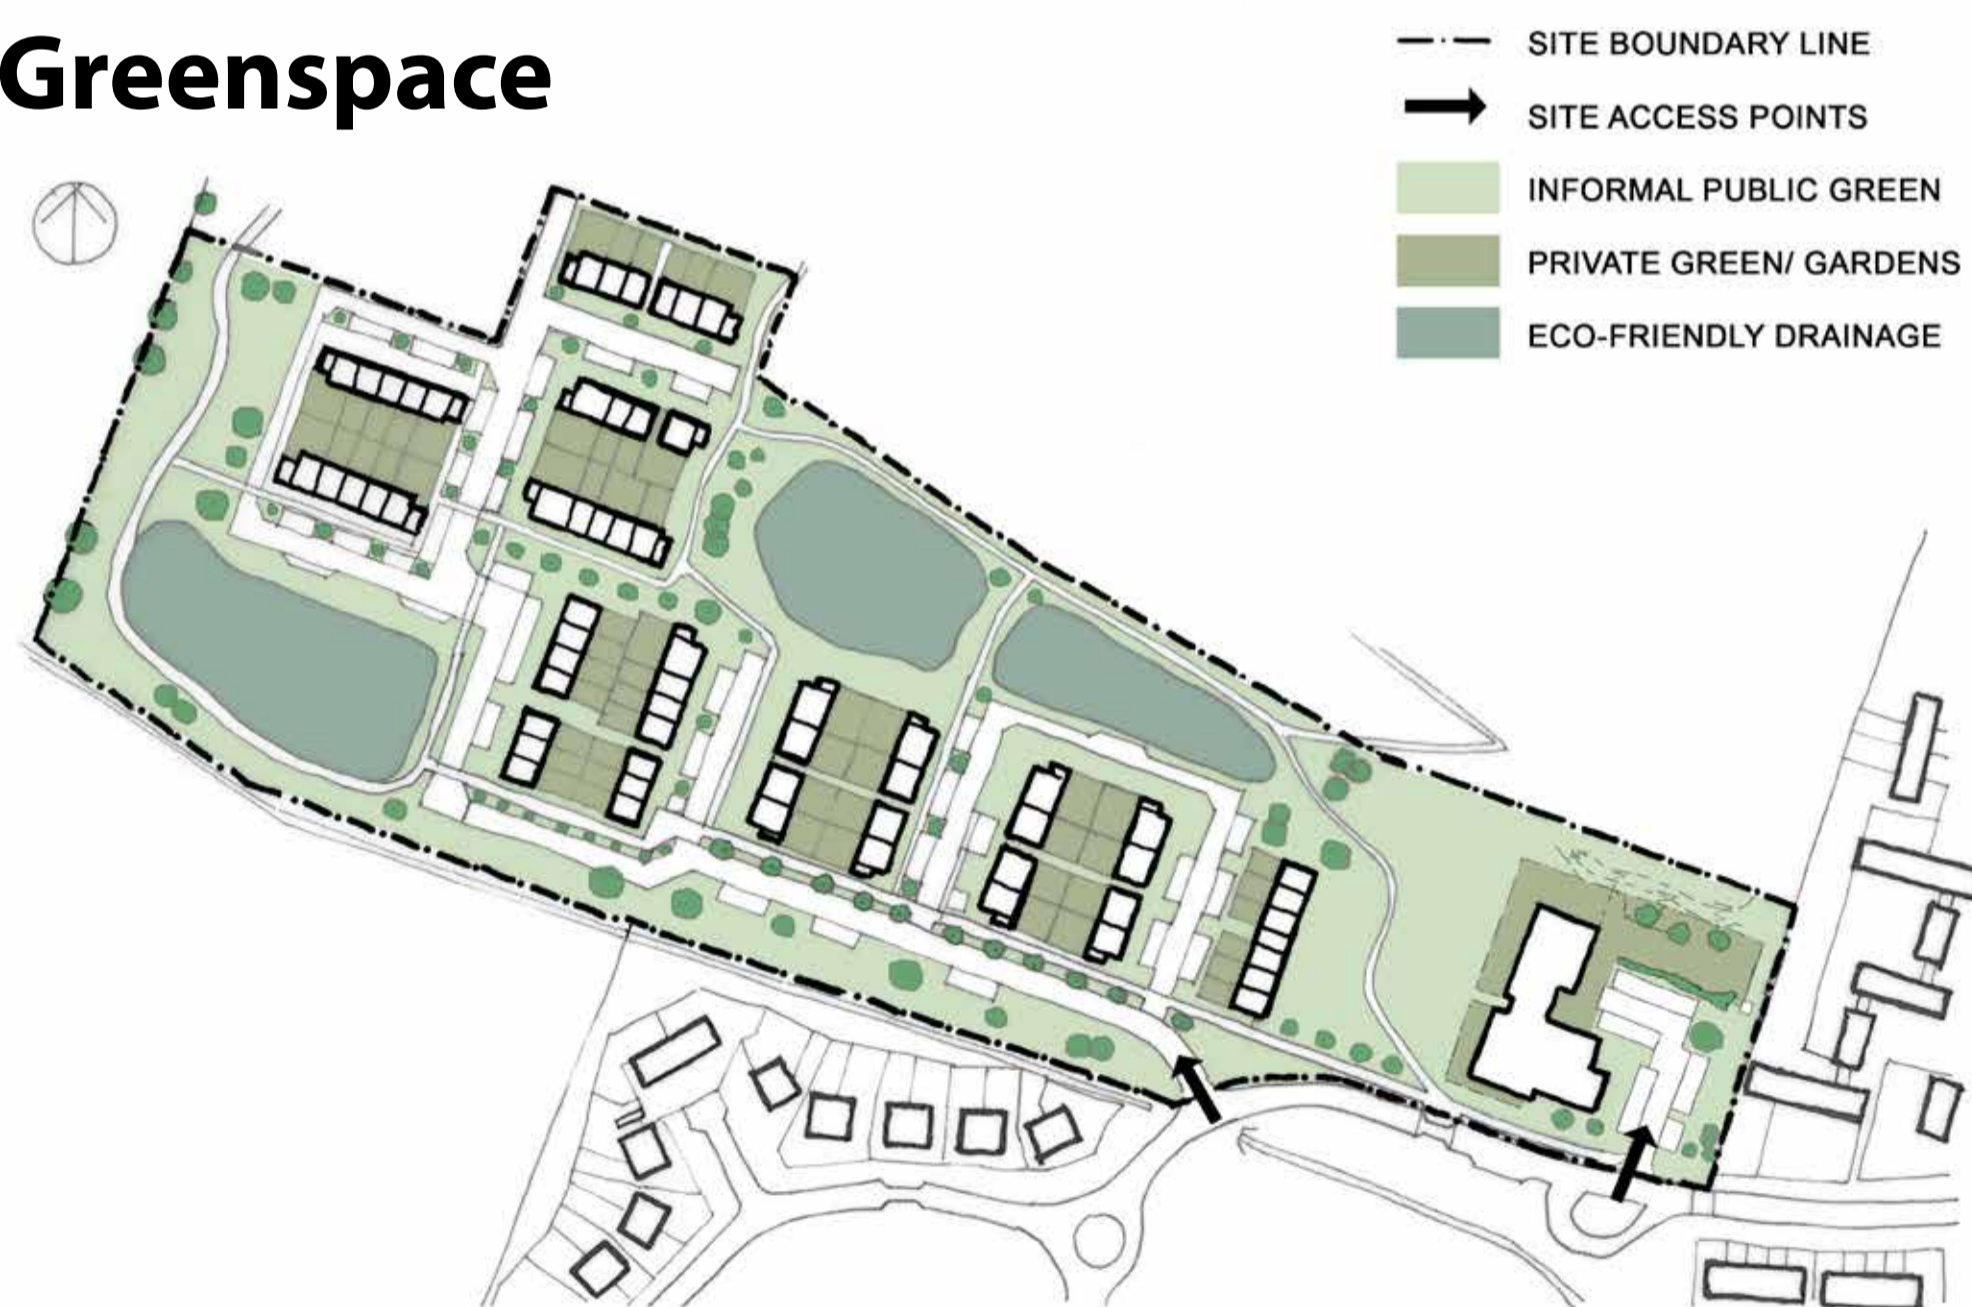 Greenspace
SITE BOUNDARY LINE
SITE ACCESS POINTS
INFORMAL PUBLIC GREEN
PRIVATE GREEN/ GARDENS
ECO-FRIENDLY DRAINAGE